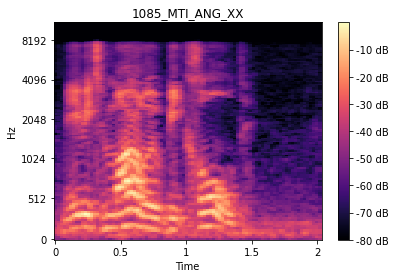 1085_MTI_ANG_XX
8192
4096
2048
1024
512
0
Hz
0
0.5
1
1.5
2
Time
-10 dB
-20 dB
-30 dB
-40 dB
-50 dB
-60 dB
-70 dB
-80 dB